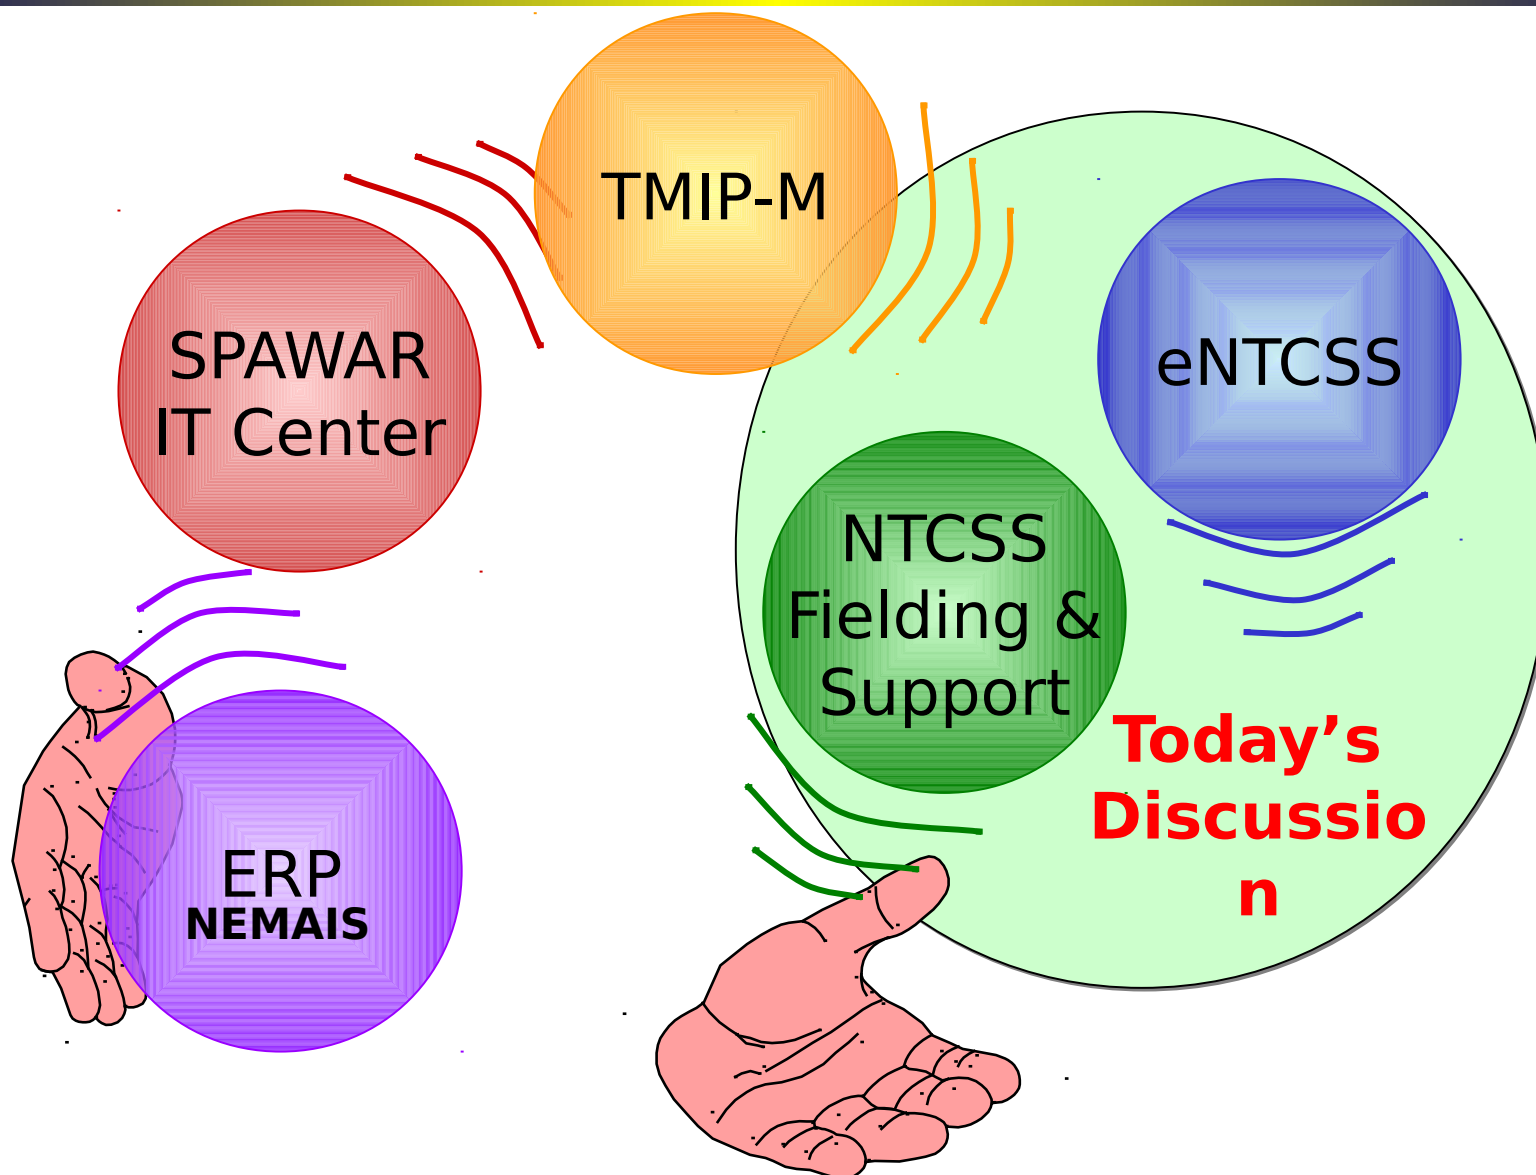 TMIP-M
SPAWAR
IT Center
eNTCSS
NTCSS
Fielding &
Support
Today’s
Discussio
n
ERP
NEMAIS